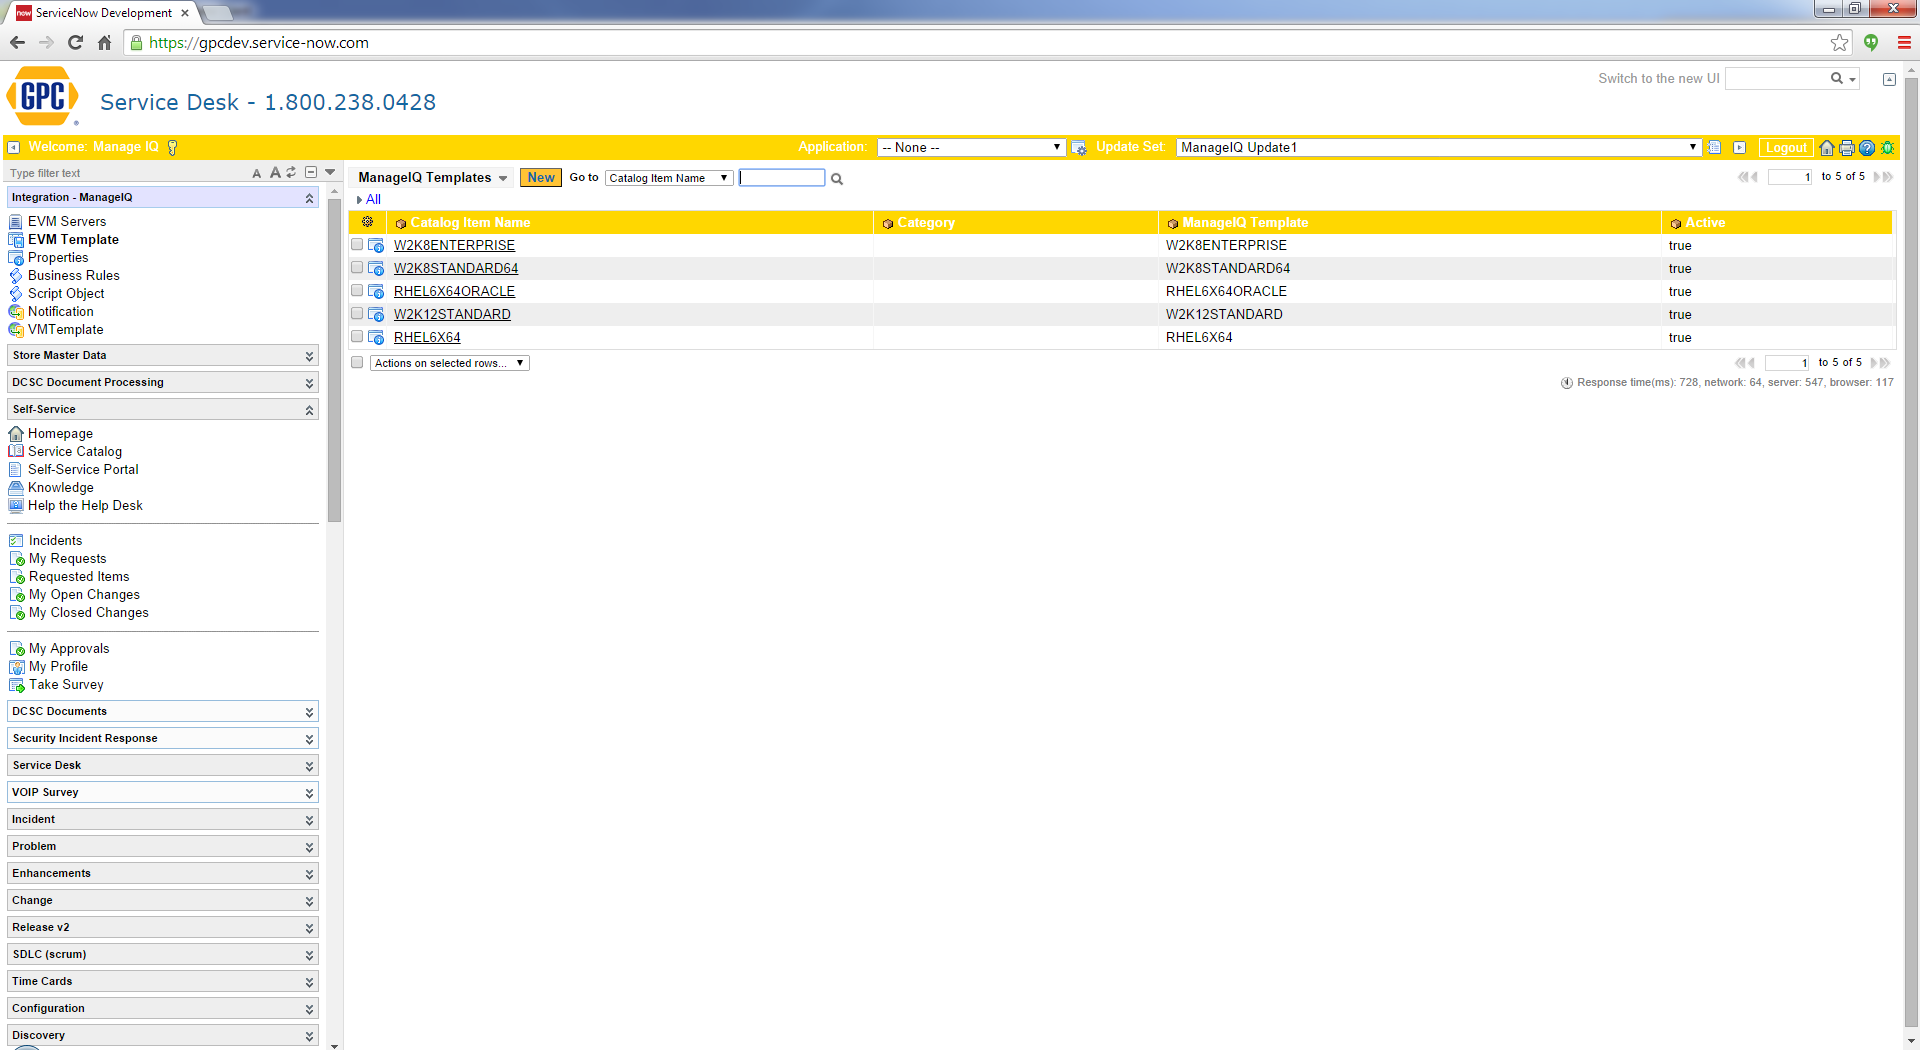 now ServiceNow Development
https://gpcdev.service-now.com
GPC
Service Desk - 1.800.238.0428
Switch to the new UI
Welcome: Manage IQ
Application: -- None --
Update Set: ManageIQ Update1
Logout
Type filter text
A A
Integration - ManageIQ
EVM Servers
EVM Template
Properties
Business Rules
Script Object
Notification
VMTemplate
Store Master Data
DCSC Document Processing
Self-Service
Homepage
Service Catalog
Self-Service Portal
Knowledge
Help the Help Desk
Incidents
My Requests
Requested Items
My Open Changes
My Closed Changes
My Approvals
My Profile
Take Survey
DCSC Documents
Security Incident Response
Service Desk
VOIP Survey
Incident
Problem
Enhancements
Change
Release v2
SDLC (scrum)
Time Cards
Configuration
Discovery
ManageIQ Templates New Go to Catalog Item Name
1 to 5 of 5
All
Catalog Item Name Category ManageIQ Template Active
W2K8ENTERPRISE W2K8ENTERPRISE true
W2K8STANDARD64 W2K8STANDARD64 true
RHEL6X64ORACLE RHEL6X64ORACLE true
W2K12STANDARD W2K12STANDARD true
RHEL6X64 RHEL6X64 true
Actions on selected rows...
1 to 5 of 5
Response time(ms): 728, network: 64, server: 547, browser: 117